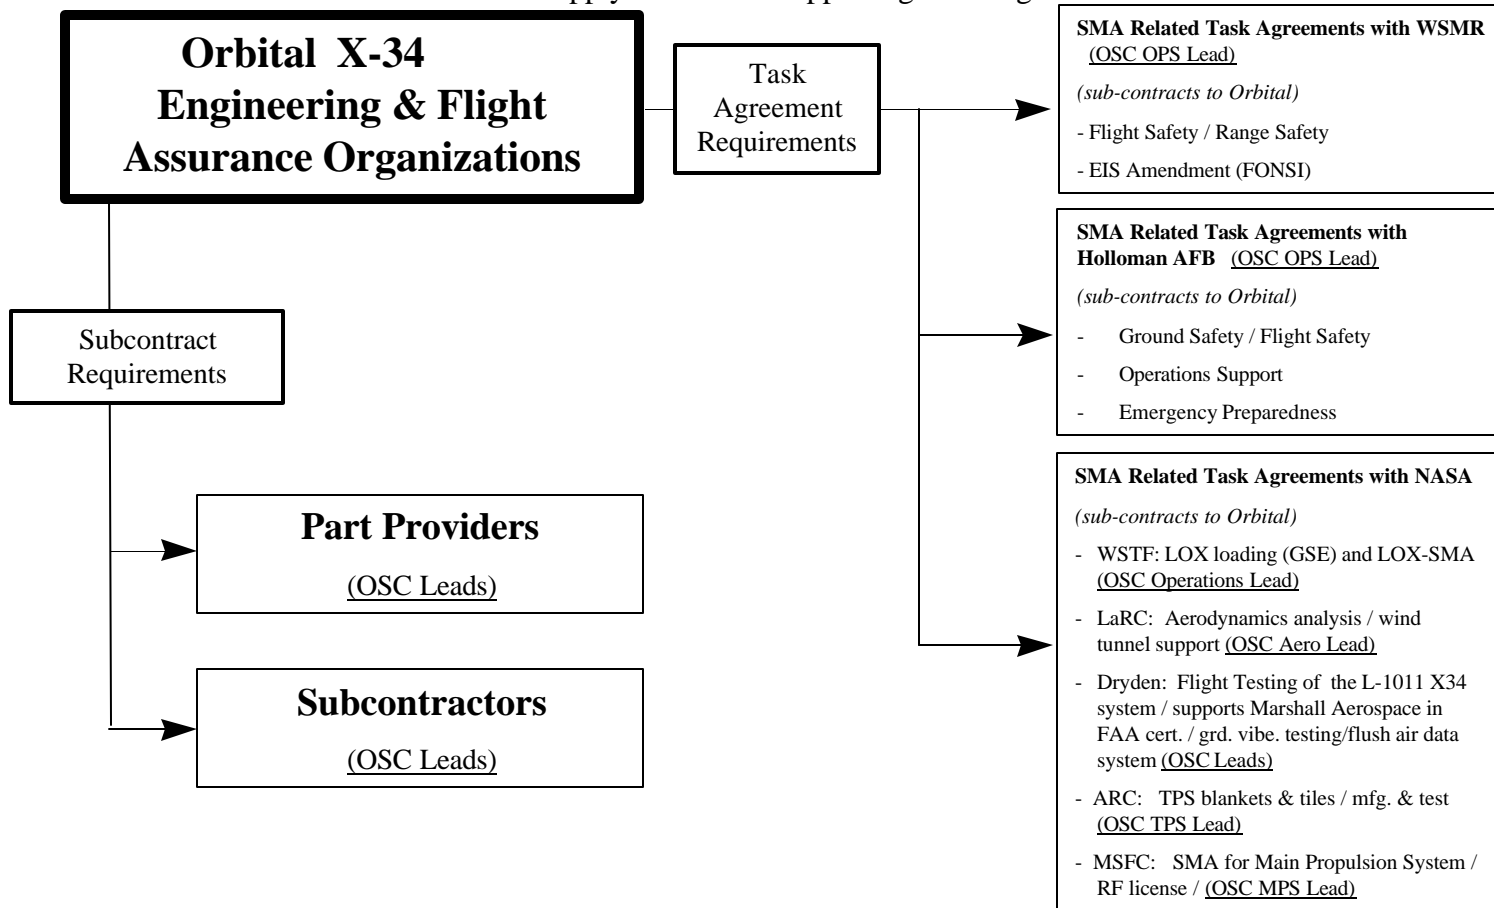 Orbital X-34
Engineering & Flight
Assurance Organizations
Task
Agreement
Requirements
Subcontract
Requirements
Part Providers
(OSC Leads)
Subcontractors
(OSC Leads)
SMA Related Task Agreements with WSMR
(OSC OPS Lead)
(sub-contracts to Orbital)
- Flight Safety / Range Safety
- EIS Amendment (FONSI)
SMA Related Task Agreements with
Holloman AFB (OSC OPS Lead)
(sub-contracts to Orbital)
- Ground Safety / Flight Safety
- Operations Support
- Emergency Preparedness
SMA Related Task Agreements with NASA
(sub-contracts to Orbital)
- WSTF: LOX loading (GSE) and LOX-SMA
(OSC Operations Lead)
- LaRC: Aerodynamics analysis / wind
tunnel support (OSC Aero Lead)
- Dryden: Flight Testing of the L-1011 X34
system / supports Marshall Aerospace in
FAA cert. / grd. vibe. testing/flush air data
system (OSC Leads)
- ARC: TPS blankets & tiles / mfg. & test
(OSC TPS Lead)
- MSFC: SMA for Main Propulsion System /
RF license / (OSC MPS Lead)